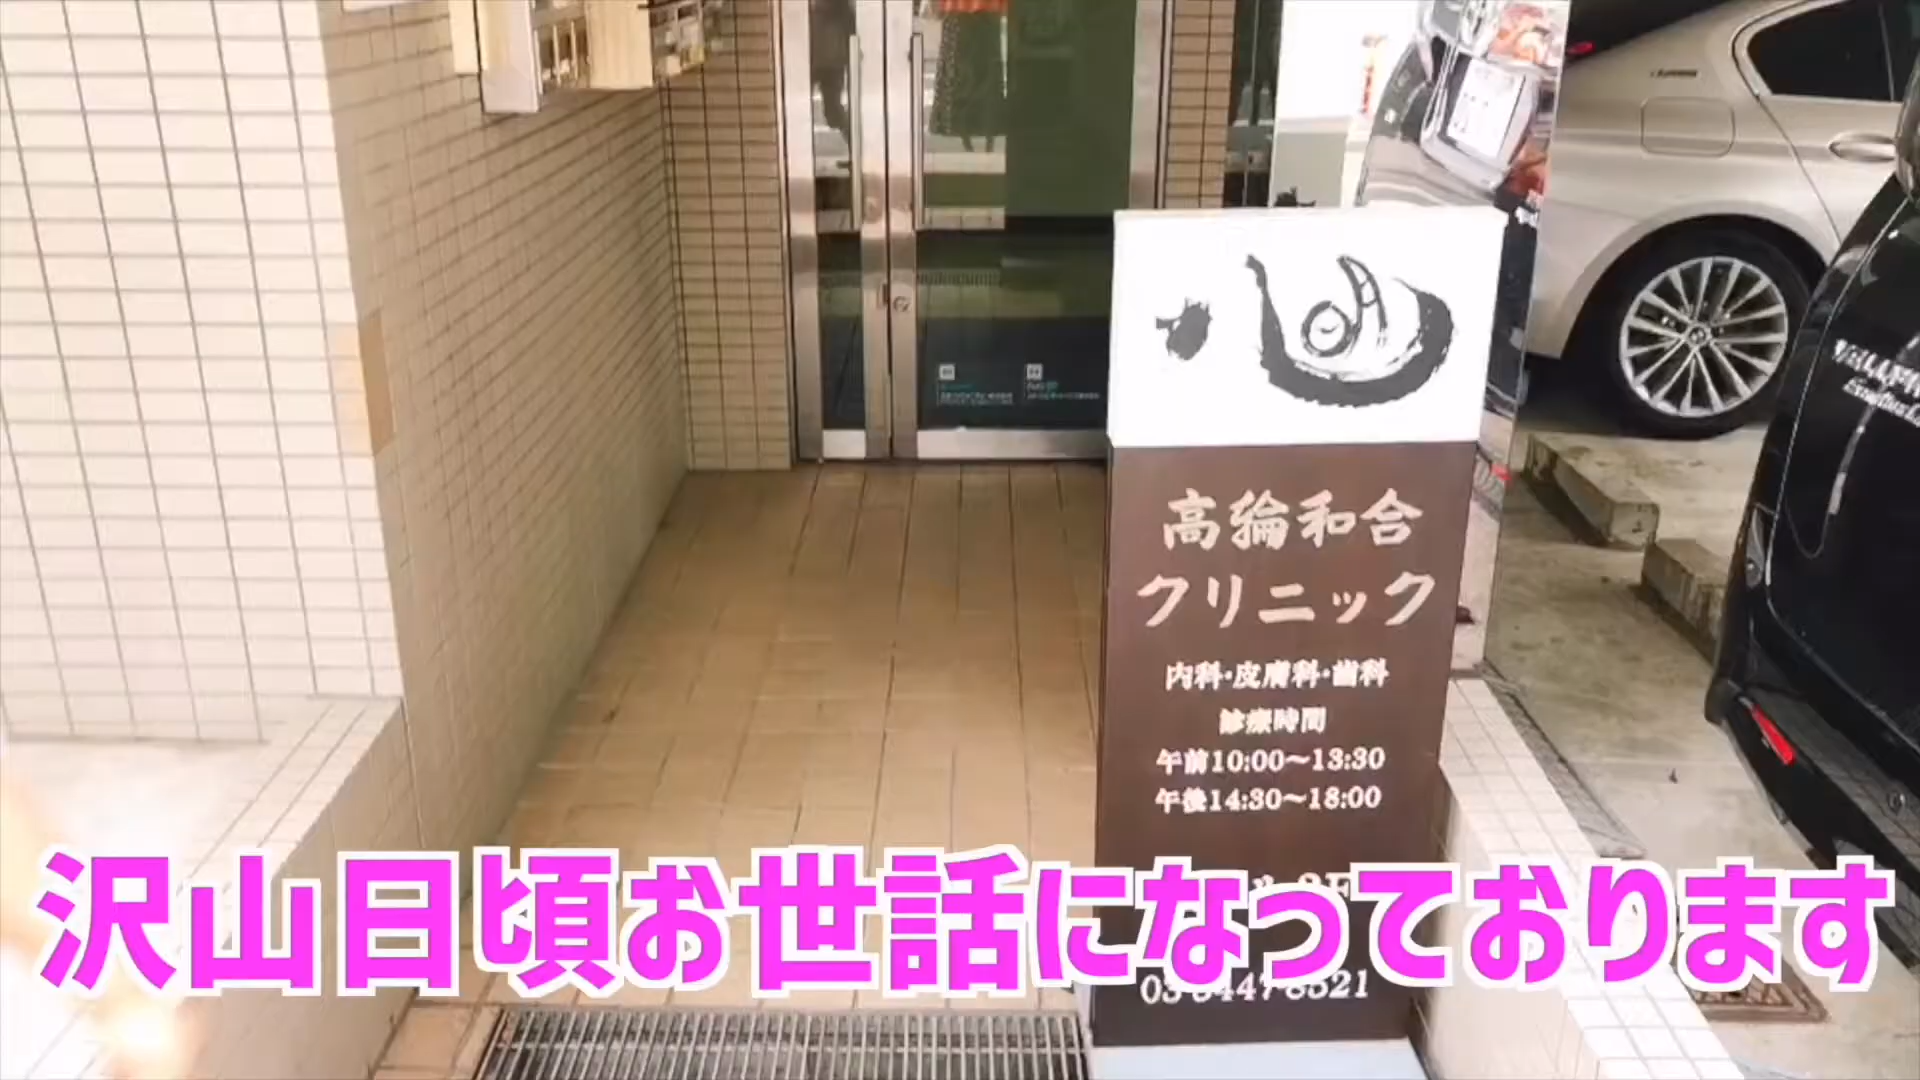 高輪和合
クリニック
内科・皮膚科・歯科
診療時間
午前10:00〜13:30
午後14:30〜18:00
沢山日頃お世話になっております